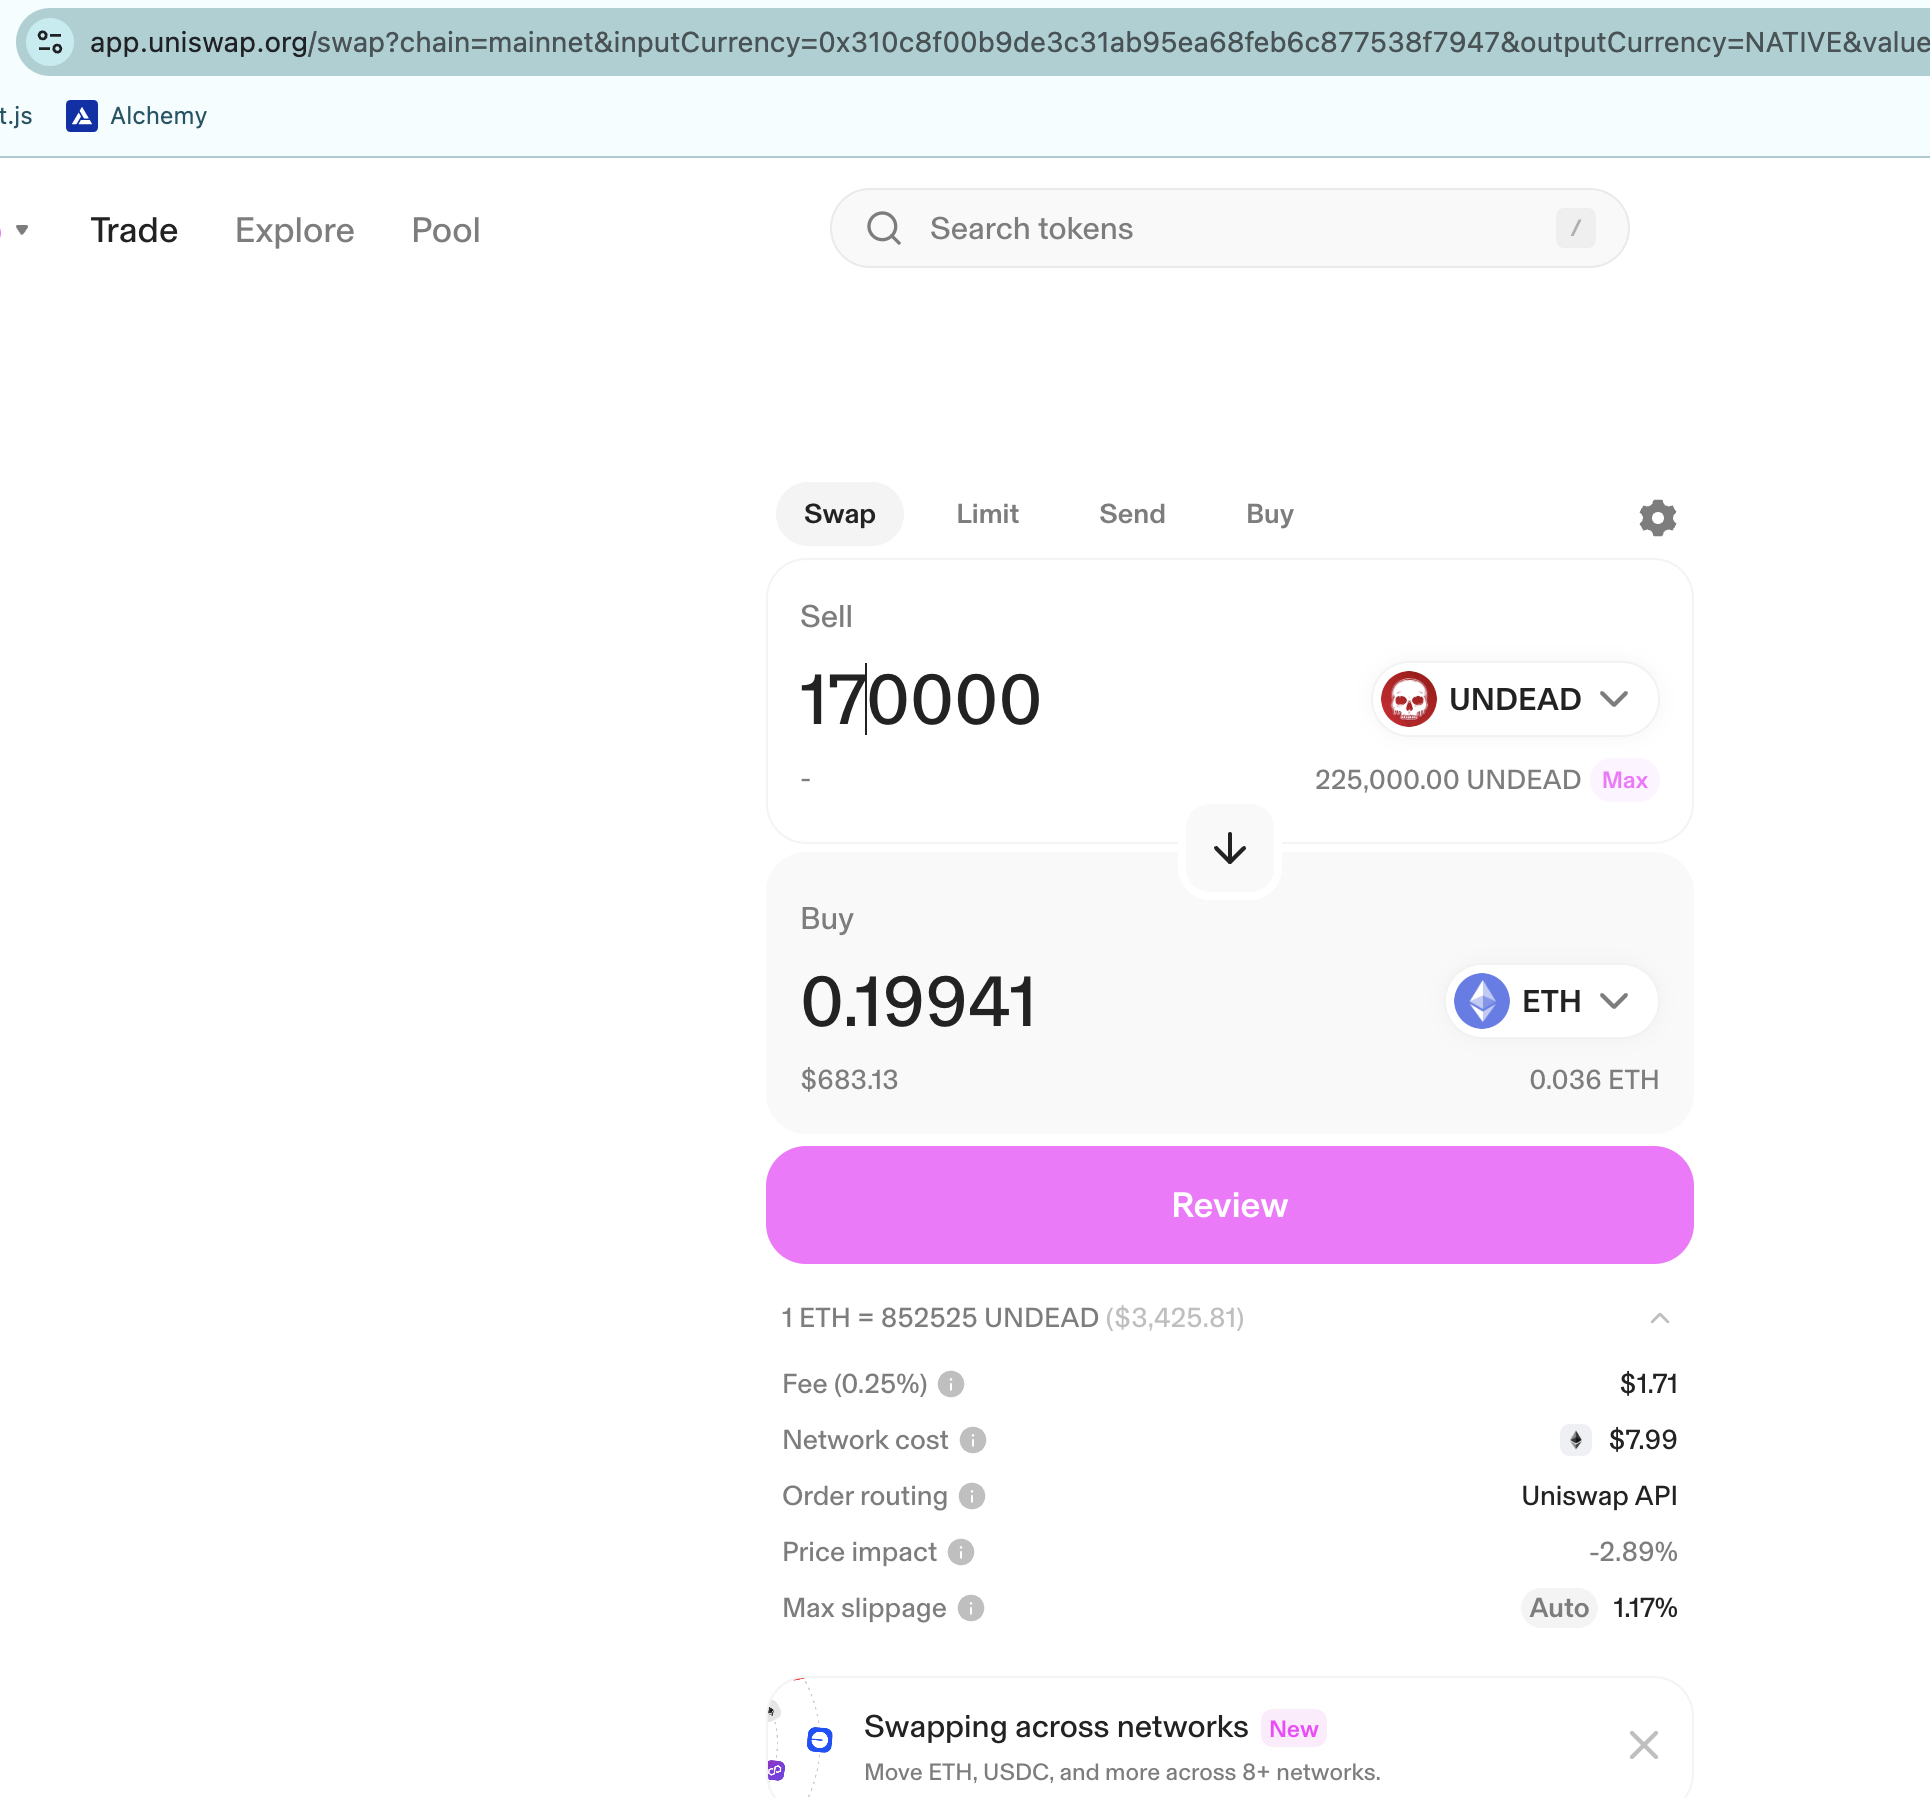 app.uniswap.org/swap?chain=mainnet&inputCurrency=0x310c8f00b9de3c31ab95ea68feb6c877538f7947&outputCurrency=NATIVE&value
t.js Alchemy
Trade Explore Pool Search tokens /
Swap Limit Send Buy
Sell
170000 UNDEAD
- 225,000.00 UNDEAD Max
Buy
0.19941 ETH
$683.13 0.036 ETH
Review
1 ETH = 852525 UNDEAD ($3,425.81)
Fee (0.25%) $1.71
Network cost $7.99
Order routing Uniswap API
Price impact -2.89%
Max slippage Auto 1.17%
Swapping across networks New
Move ETH, USDC, and more across 8+ networks.